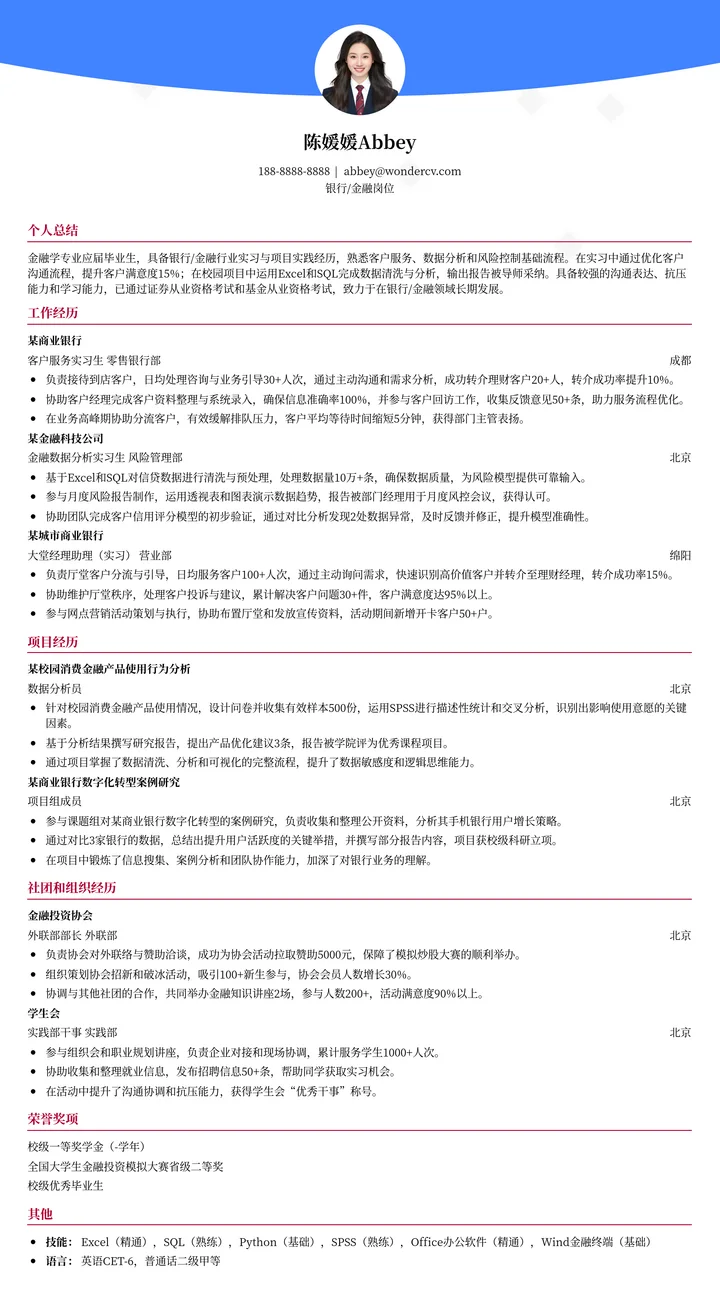 陈媛媛Abbey
188-8888-8888 | abbey@wondercv.com
银行/金融岗位
个人总结
金融学专业应届毕业生，具备银行/金融行业实习与项目实践经历，熟悉客户服务、数据分析和风险控制基础流程。在实习中通过优化客户
沟通流程，提升客户满意度15%；在校园项目中运用Excel和SQL完成数据清洗与分析，输出报告被导师采纳。具备较强的沟通表达、抗压
能力和学习能力，已通过证券从业资格考试和基金从业资格考试，致力于在银行/金融领域长期发展。
工作经历
某商业银行
客户服务实习生 零售银行部 成都
• 负责接待到店客户，日均处理咨询与业务引导30+人次，通过主动沟通和需求分析，成功转介理财客户20+人，转介成功率提升10%。
• 协助客户经理完成客户资料整理与系统录入，确保信息准确率100%，并参与客户回访工作，收集反馈意见50+条，助力服务流程优化。
• 在业务高峰期协助分流客户，有效缓解排队压力，客户平均等待时间缩短5分钟，获得部门主管表扬。
某金融科技公司
金融数据分析实习生 风险管理部 北京
• 基于Excel和SQL对信贷数据进行清洗与预处理，处理数据量10万+条，确保数据质量，为风险模型提供可靠输入。
• 参与月度风险报告制作，运用透视表和图表演示数据趋势，报告被部门经理用于月度风控会议，获得认可。
• 协助团队完成客户信用评分模型的初步验证，通过对比分析发现2处数据异常，及时反馈并修正，提升模型准确性。
某城市商业银行
大堂经理助理（实习） 营业部 绵阳
• 负责厅堂客户分流与引导，日均服务客户100+人次，通过主动询问需求，快速识别高价值客户并转介至理财经理，转介成功率15%。
• 协助维护厅堂秩序，处理客户投诉与建议，累计解决客户问题30+件，客户满意度达95%以上。
• 参与网点营销活动策划与执行，协助布置厅堂和发放宣传资料，活动期间新增开卡客户50+户。
项目经历
某校园消费金融产品使用行为分析
数据分析员 北京
• 针对校园消费金融产品使用情况，设计问卷并收集有效样本500份，运用SPSS进行描述性统计和交叉分析，识别出影响使用意愿的关键
因素。
• 基于分析结果撰写研究报告，提出产品优化建议3条，报告被学院评为优秀课程项目。
• 通过项目掌握了数据清洗、分析和可视化的完整流程，提升了数据敏感度和逻辑思维能力。
某商业银行数字化转型案例研究
项目组成员 北京
• 参与课题组对某商业银行数字化转型的案例研究，负责收集和整理公开资料，分析其手机银行用户增长策略。
• 通过对比3家银行的数据，总结出提升用户活跃度的关键举措，并撰写部分报告内容，项目获校级科研立项。
• 在项目中锻炼了信息搜集、案例分析和团队协作能力，加深了对银行业务的理解。
社团和组织经历
金融投资协会
外联部部长 外联部 北京
• 负责协会对外联络与赞助洽谈，成功为协会活动拉取赞助5000元，保障了模拟炒股大赛的顺利举办。
• 组织策划协会招新和破冰活动，吸引100+新生参与，协会会员人数增长30%。
• 协调与其他社团的合作，共同举办金融知识讲座2场，参与人数200+，活动满意度90%以上。
学生会
实践部干事 实践部 北京
• 参与组织会和职业规划讲座，负责企业对接和现场协调，累计服务学生1000+人次。
• 协助收集和整理就业信息，发布招聘信息50+条，帮助同学获取实习机会。
• 在活动中提升了沟通协调和抗压能力，获得学生会“优秀干事”称号。
荣誉奖项
校级一等奖学金（-学年）
全国大学生金融投资模拟大赛省级二等奖
校级优秀毕业生
其他
• 技能： Excel（精通），SQL（熟练），Python（基础），SPSS（熟练），Office办公软件（精通），Wind金融终端（基础）
• 语言： 英语CET-6，普通话二级甲等